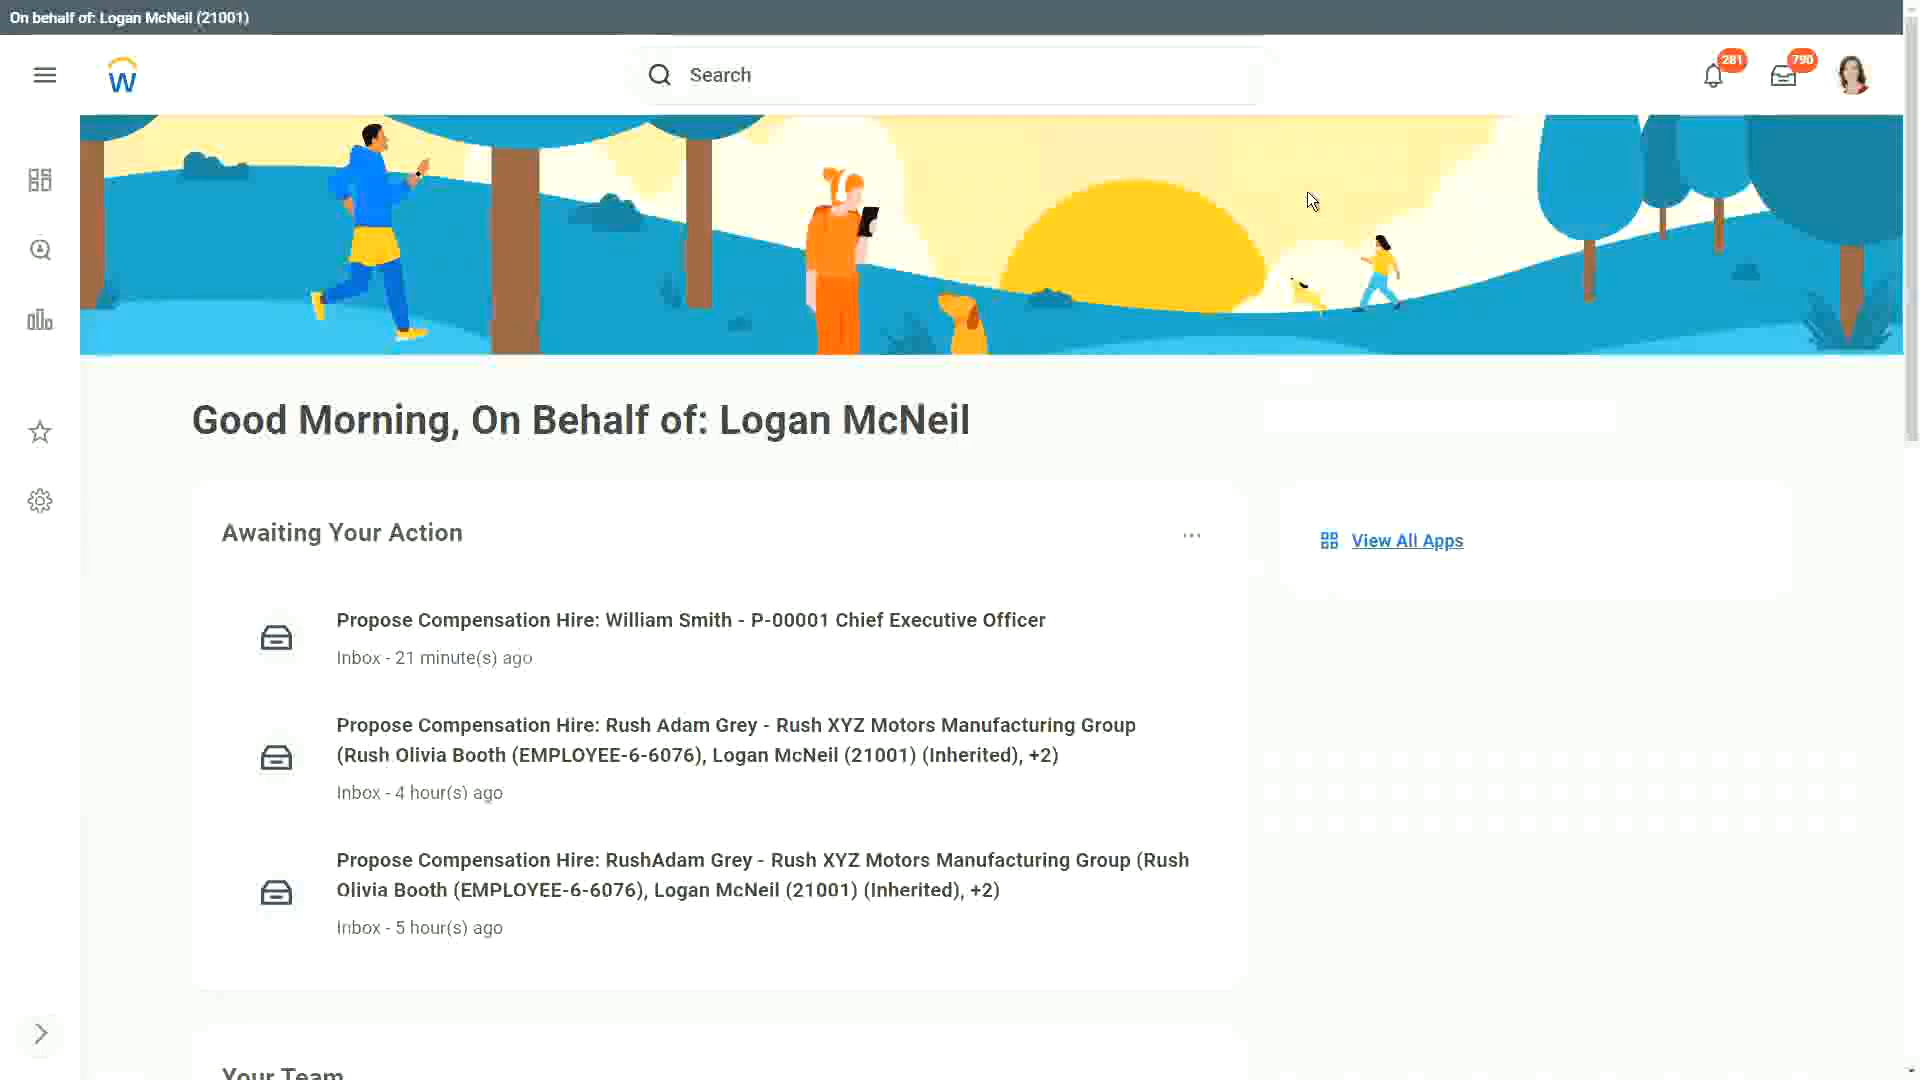 On behalf of: Logan McNeil (21001)
W
Search
281
790
Good Morning, On Behalf of: Logan McNeil
Awaiting Your Action
View All Apps
Propose Compensation Hire: William Smith - P-00001 Chief Executive Officer
Inbox - 21 minute(s) ago
Propose Compensation Hire: Rush Adam Grey - Rush XYZ Motors Manufacturing Group
(Rush Olivia Booth (EMPLOYEE-6-6076), Logan McNeil (21001) (Inherited), +2)
Inbox - 4 hour(s) ago
Propose Compensation Hire: RushAdam Grey - Rush XYZ Motors Manufacturing Group (Rush
Olivia Booth (EMPLOYEE-6-6076), Logan McNeil (21001) (Inherited), +2)
Inbox - 5 hour(s) ago
Your Team